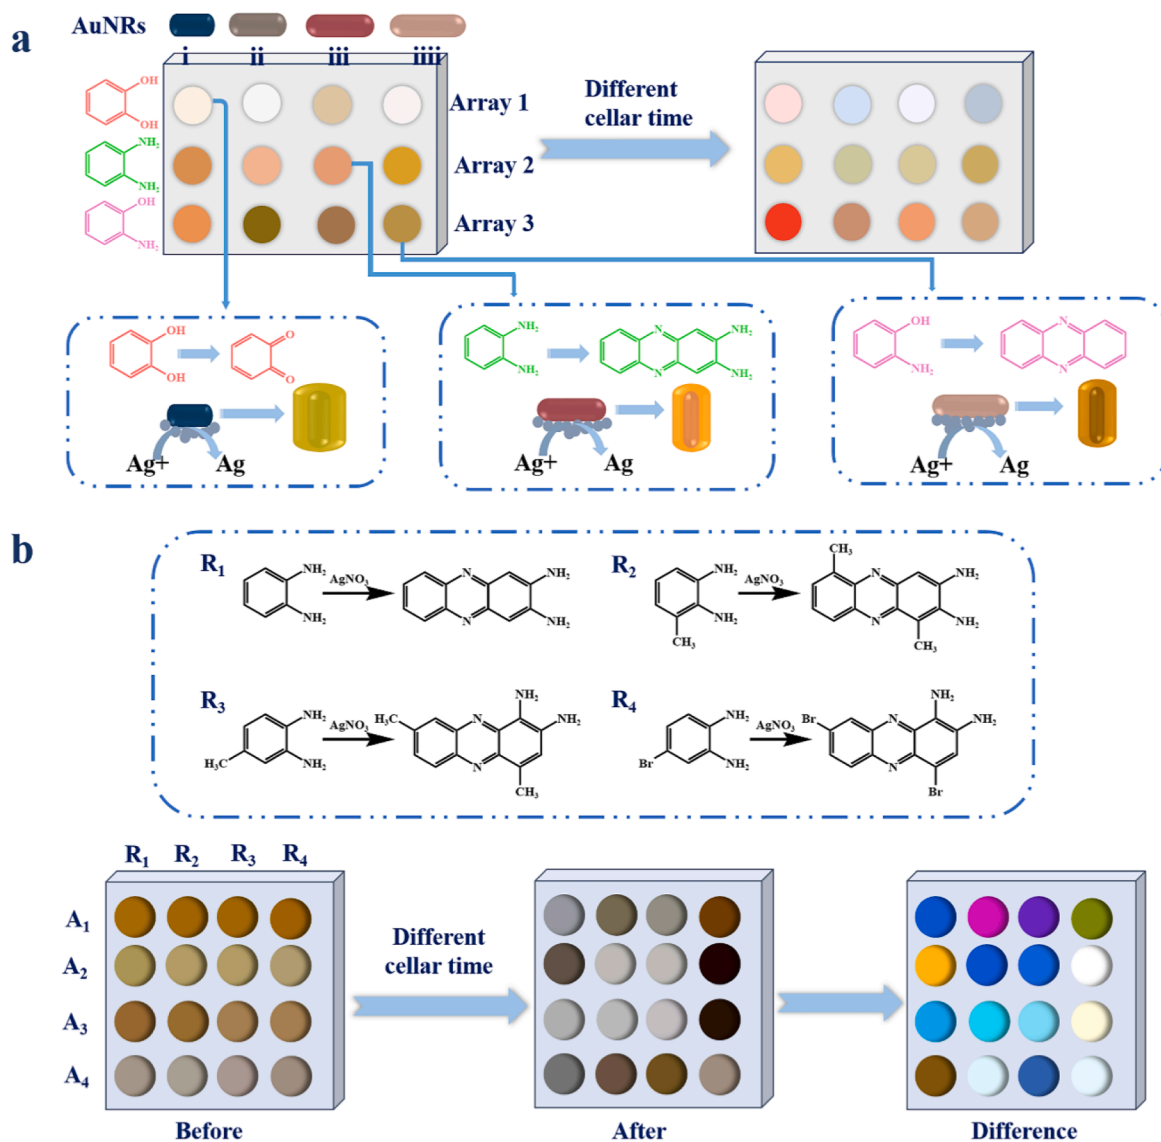 a
AuNRs
i ii iii iiii
OH
OH
NH₂
NH₂
OH
NH₂
Array 1
Array 2
Array 3
Different
cellar time
OH
OH
O
O
Ag+ Ag
NH₂
NH₂
N
N
NH₂
NH₂
Ag+ Ag
OH
NH₂
N
N
Ag+ Ag
b
R₁
NH₂
NH₂
AgNO₃
N
N
NH₂
NH₂
R₂
NH₂
NH₂
CH₃
AgNO₃
CH₃
N
N
NH₂
NH₂
CH₃
R₃
NH₂
NH₂
H₃C
AgNO₃
H₃C
N
N
NH₂
NH₂
CH₃
R₄
NH₂
NH₂
Br
AgNO₃
Br
N
N
NH₂
NH₂
Br
R₁ R₂ R₃ R₄
A₁
A₂
A₃
A₄
Different
cellar time
Before
After
Difference